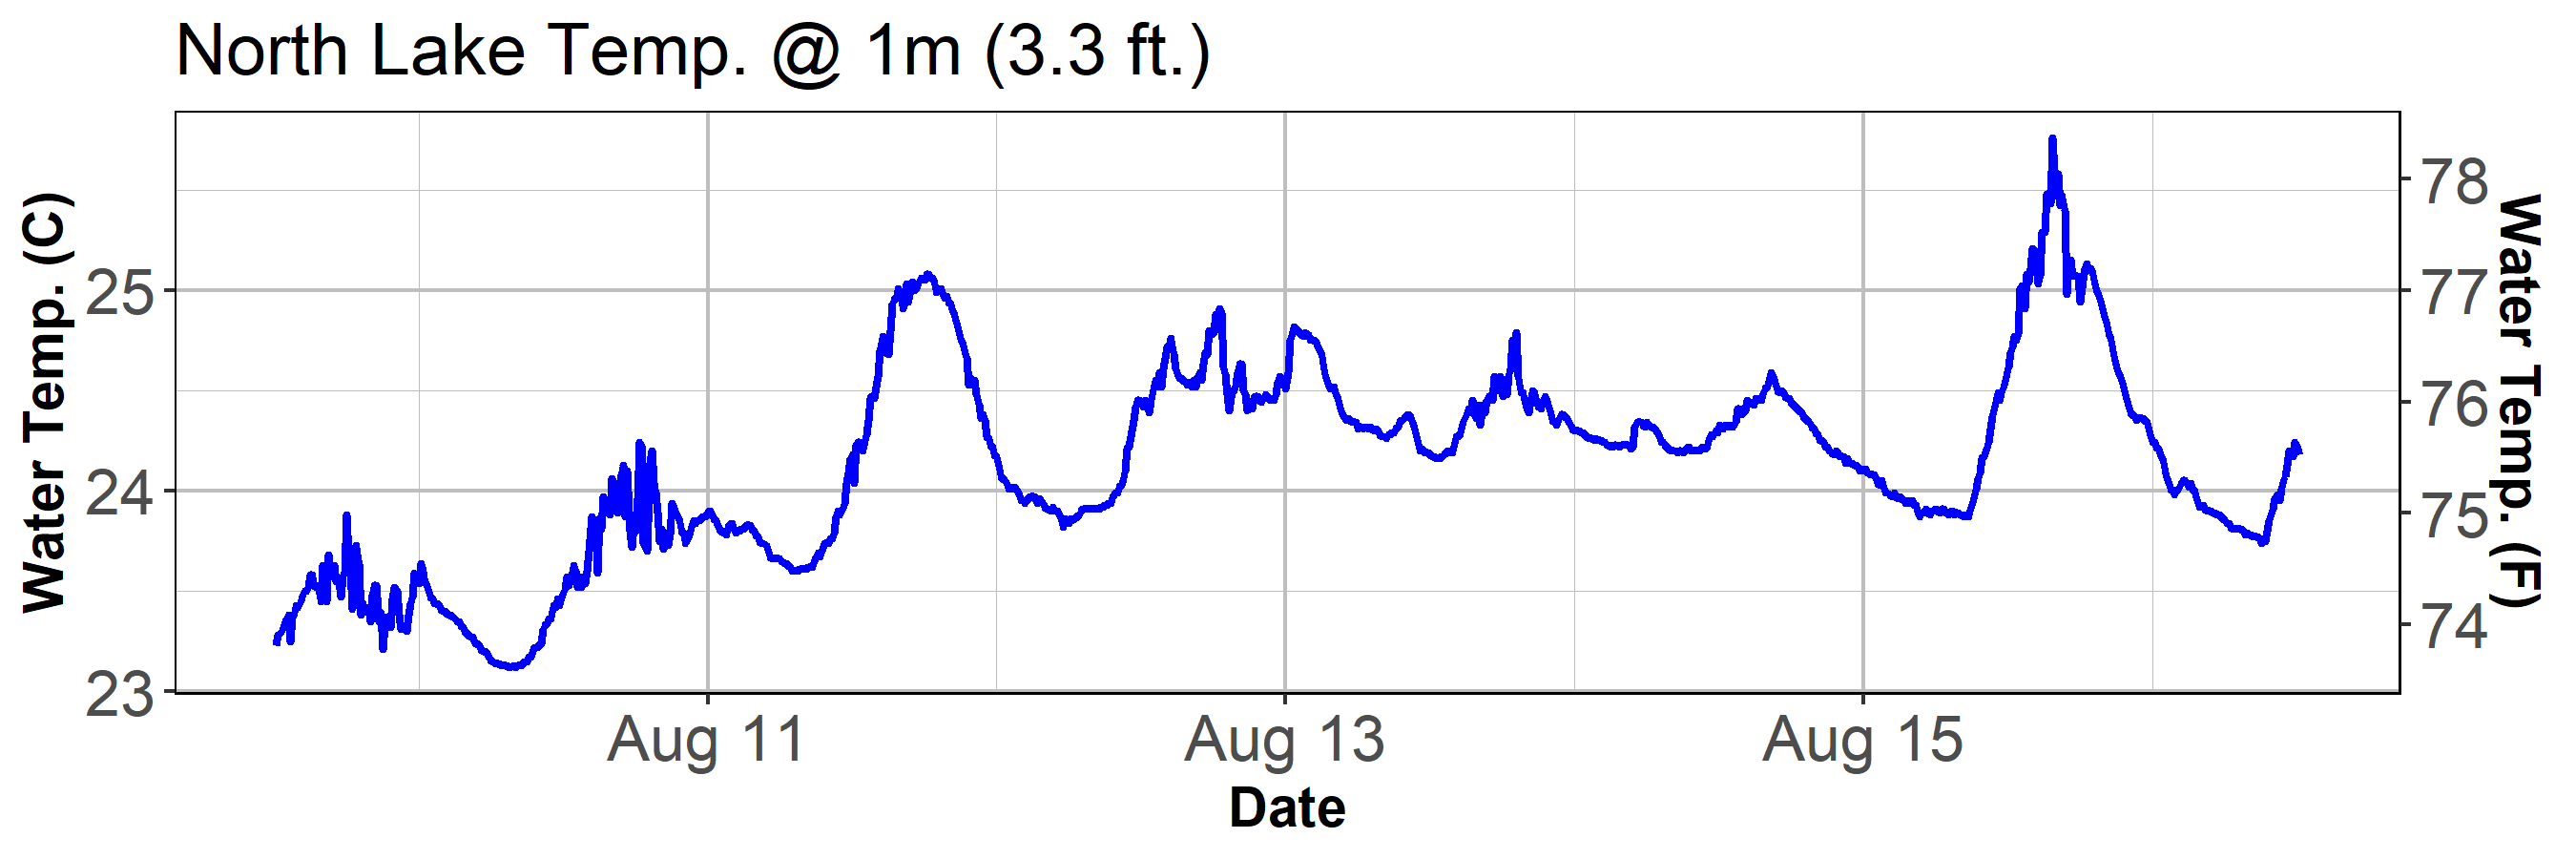 North Lake Temp. @ 1m (3.3 ft.)
Water Temp. (C)
25
24
23
78
77
76
75
74
Water Temp. (F)
Aug 11
Aug 13
Aug 15
Date